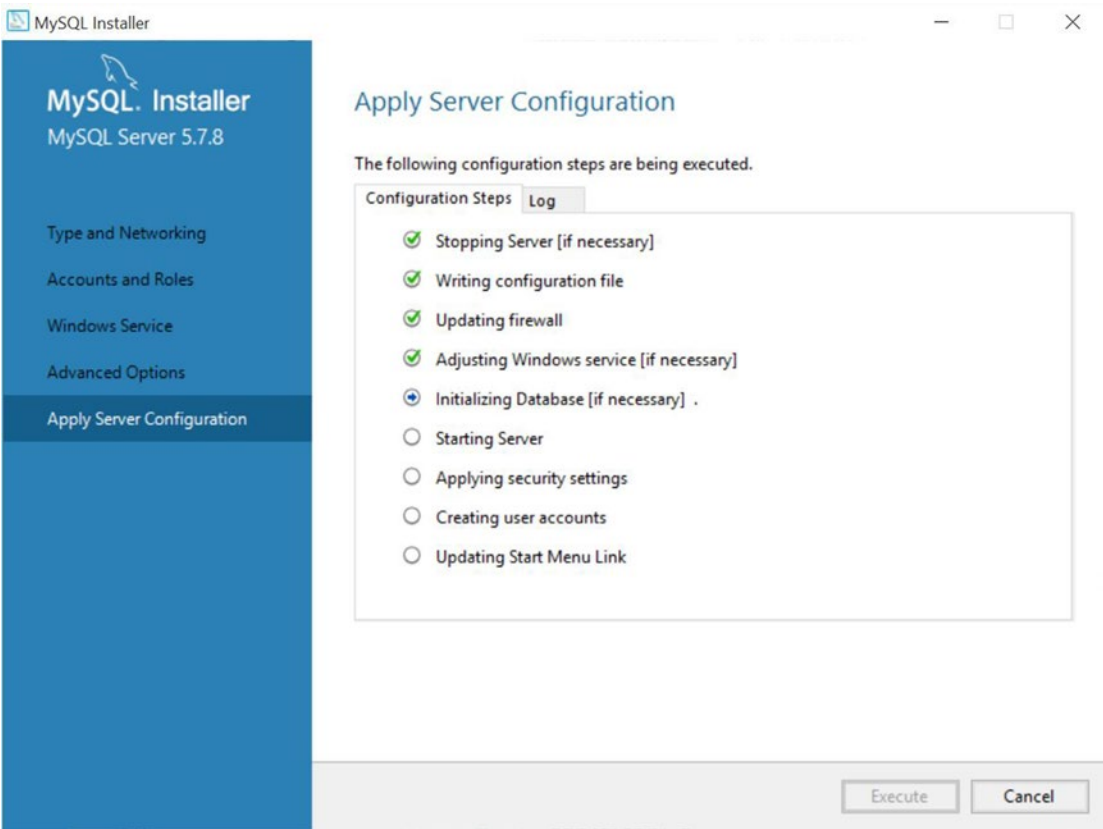 MySQL Installer
MySQL. Installer
MySQL Server 5.7.8
Type and Networking
Accounts and Roles
Windows Service
Advanced Options
Apply Server Configuration
Apply Server Configuration
The following configuration steps are being executed.
Configuration Steps Log
Stopping Server [if necessary]
Writing configuration file
Updating firewall
Adjusting Windows service [if necessary]
Initializing Database [if necessary] .
Starting Server
Applying security settings
Creating user accounts
Updating Start Menu Link
Execute Cancel